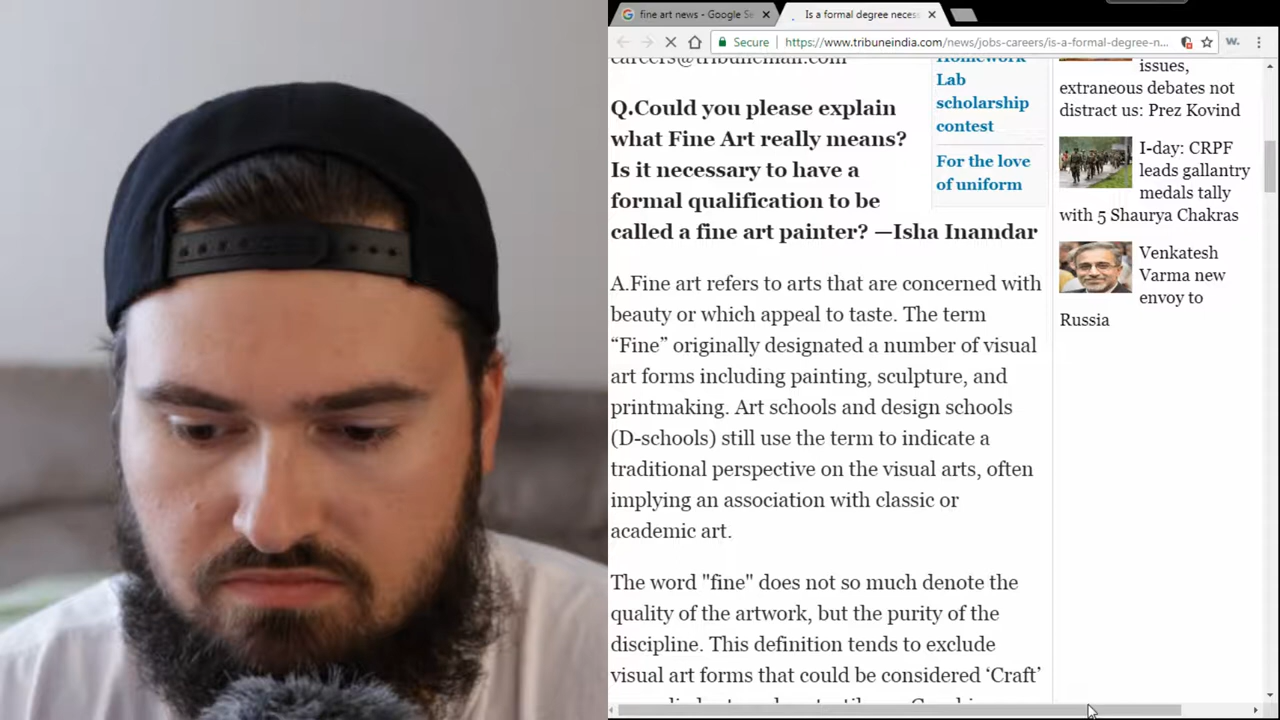 fine art news - Google Se
Is a formal degree neces
Secure
https://www.tribuneindia.com/news/jobs-careers/is-a-formal-degree-n...
careers@tribunemail.com
Q.Could you please explain
what Fine Art really means?
Is it necessary to have a
formal qualification to be
called a fine art painter? —Isha Inamdar
A.Fine art refers to arts that are concerned with
beauty or which appeal to taste. The term
“Fine” originally designated a number of visual
art forms including painting, sculpture, and
printmaking. Art schools and design schools
(D-schools) still use the term to indicate a
traditional perspective on the visual arts, often
implying an association with classic or
academic art.
The word "fine" does not so much denote the
quality of the artwork, but the purity of the
discipline. This definition tends to exclude
visual art forms that could be considered ‘Craft’
Homework
Lab
scholarship
contest
For the love
of uniform
issues,
extraneous debates not
distract us: Prez Kovind
I-day: CRPF
leads gallantry
medals tally
with 5 Shaurya Chakras
Venkatesh
Varma new
envoy to
Russia